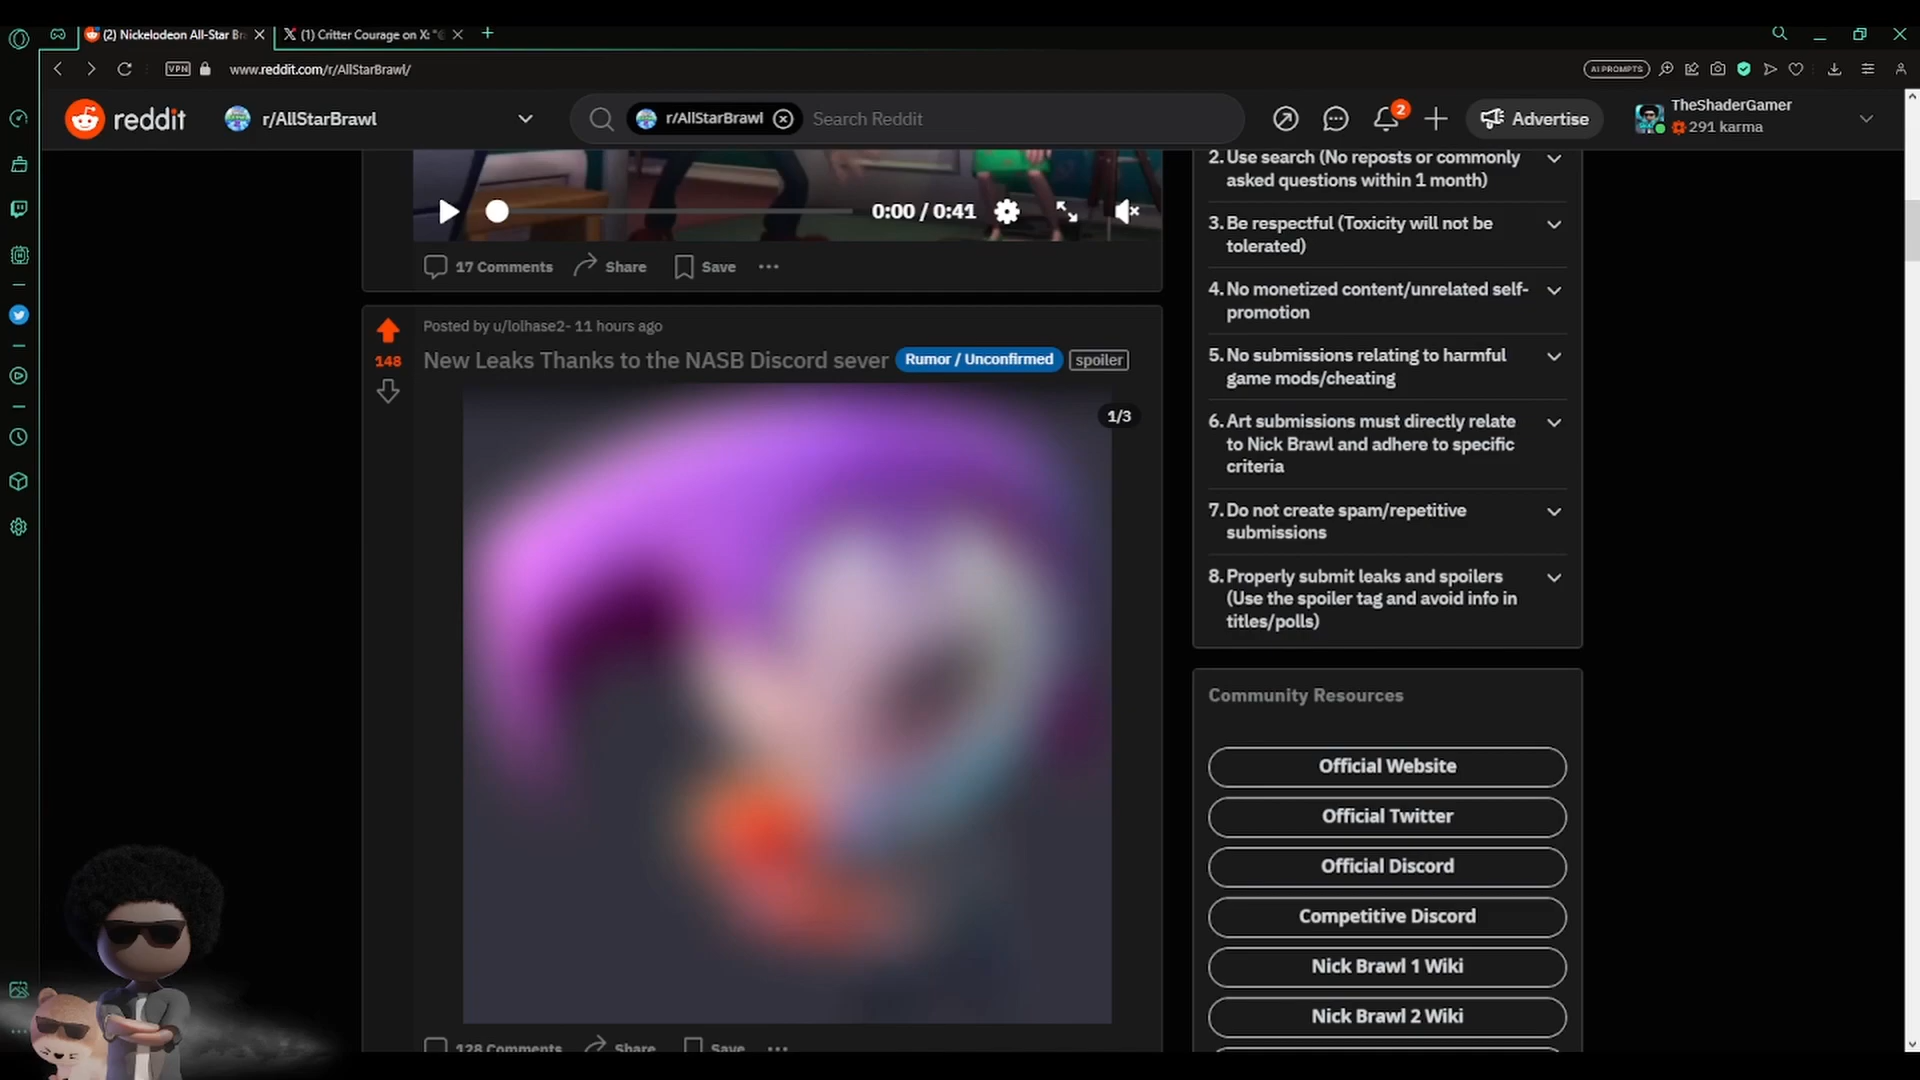 (2) Nickelodeon All-Star Br
(1) Critter Courage on X: "@
VPN
www.reddit.com/r/AllStarBrawl/
AI PROMPTS
reddit
r/AllStarBrawl
r/AllStarBrawl
Search Reddit
2
Advertise
TheShaderGamer
291 karma
0:00 / 0:41
17 Comments
Share
Save
Posted by u/lolhase2- 11 hours ago
148
New Leaks Thanks to the NASB Discord sever
Rumor / Unconfirmed
spoiler
1/3
128 Comments
Share
Save
2. Use search (No reposts or commonly
asked questions within 1 month)
3. Be respectful (Toxicity will not be
tolerated)
4. No monetized content/unrelated self-
promotion
5. No submissions relating to harmful
game mods/cheating
6. Art submissions must directly relate
to Nick Brawl and adhere to specific
criteria
7. Do not create spam/repetitive
submissions
8. Properly submit leaks and spoilers
(Use the spoiler tag and avoid info in
titles/polls)
Community Resources
Official Website
Official Twitter
Official Discord
Competitive Discord
Nick Brawl 1 Wiki
Nick Brawl 2 Wiki